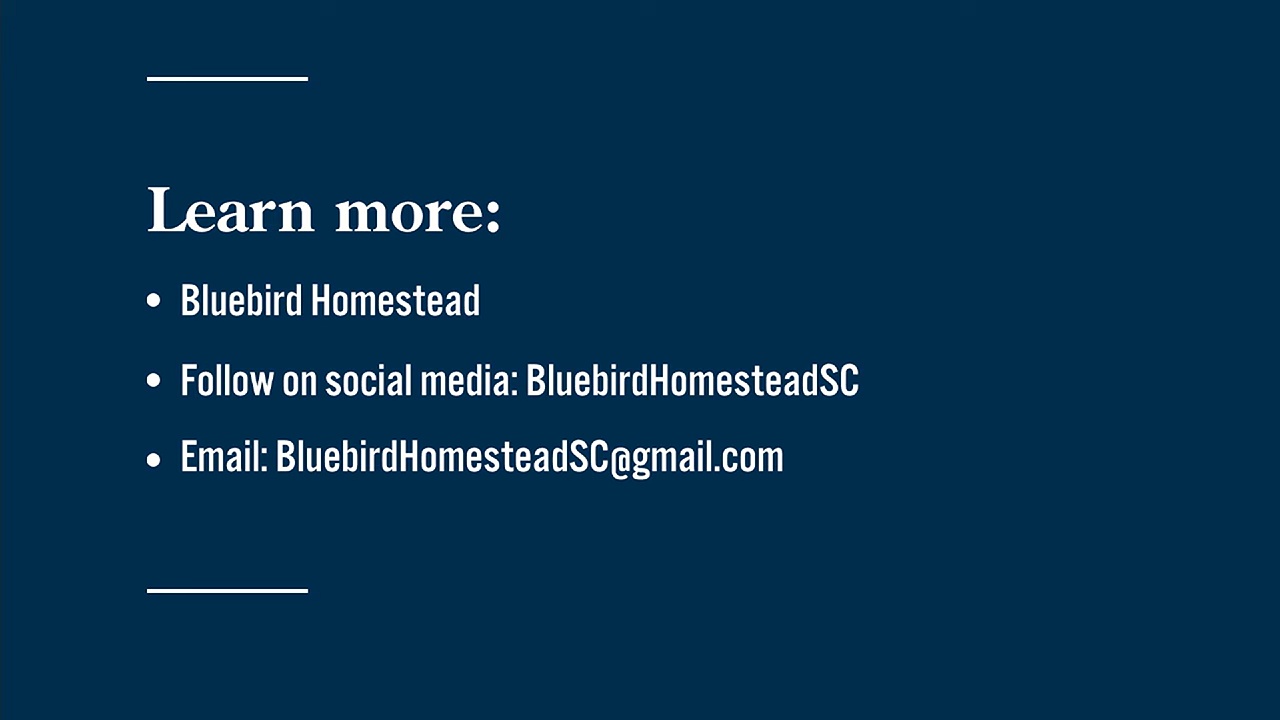 Learn more:
• Bluebird Homestead
• Follow on social media: BluebirdHomesteadSC
• Email: BluebirdHomesteadSC@gmail.com